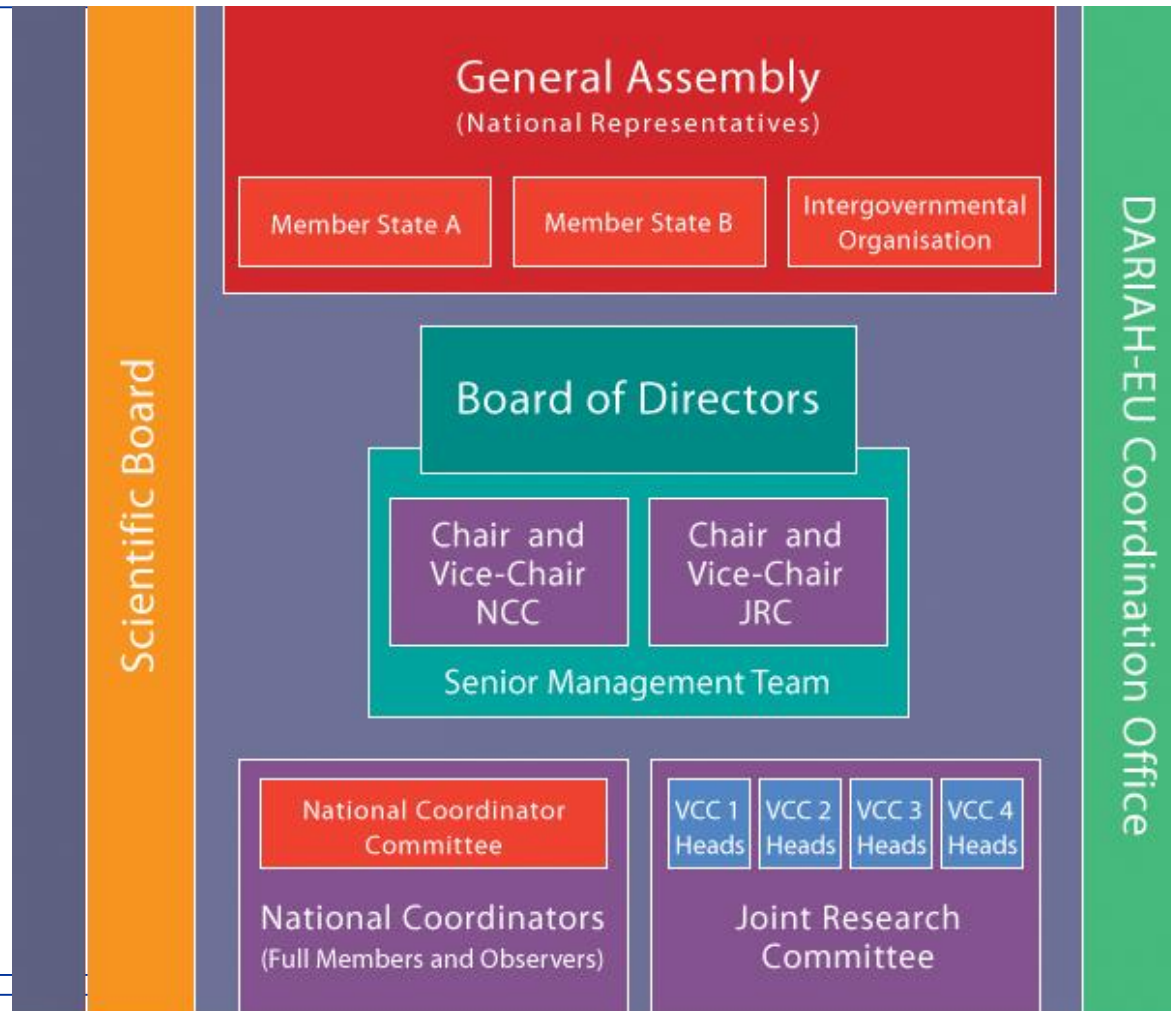 General Assembly
(National Representatives)
Member State A
Member State B
Intergovernmental
Organisation
Scientific Board
Board of Directors
Chair and
Vice-Chair
NCC
Chair and
Vice-Chair
JRC
Senior Management Team
DARIAH-EU Coordination Office
National Coordinator
Committee
National Coordinators
(Full Members and Observers)
VCC 1
Heads
VCC 2
Heads
VCC 3
Heads
VCC 4
Heads
Joint Research
Committee